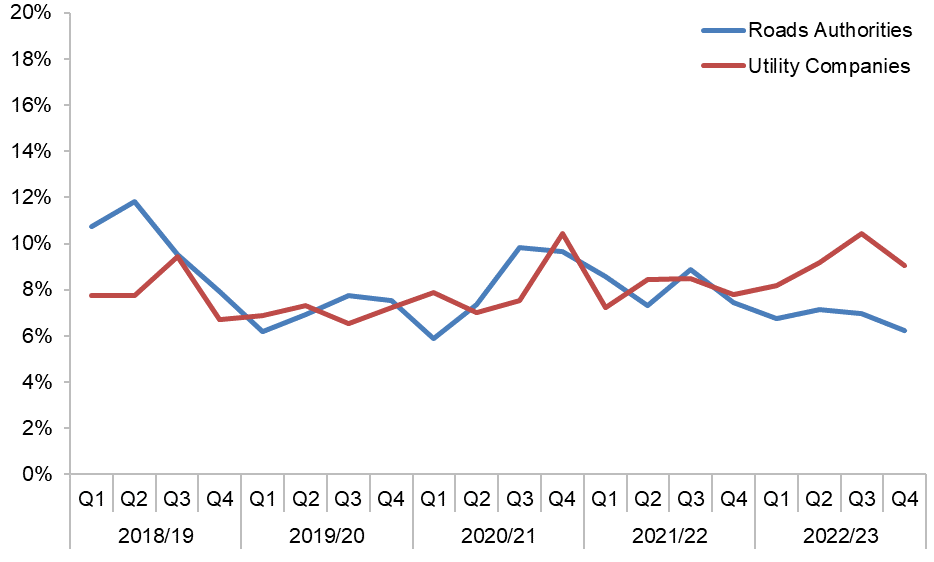 20%
Roads Authorities
18%
Utility Companies
16%
14%
12%
10%
8%
6%
4%
2%
0%
Q1 Q2 Q3 Q4 Q1 Q2 Q3 Q4 Q1 Q2 Q3 Q4 Q1 Q2 Q3 Q4 Q1 Q2 Q3 Q4
2018/19 2019/20 2020/21 2021/22 2022/23